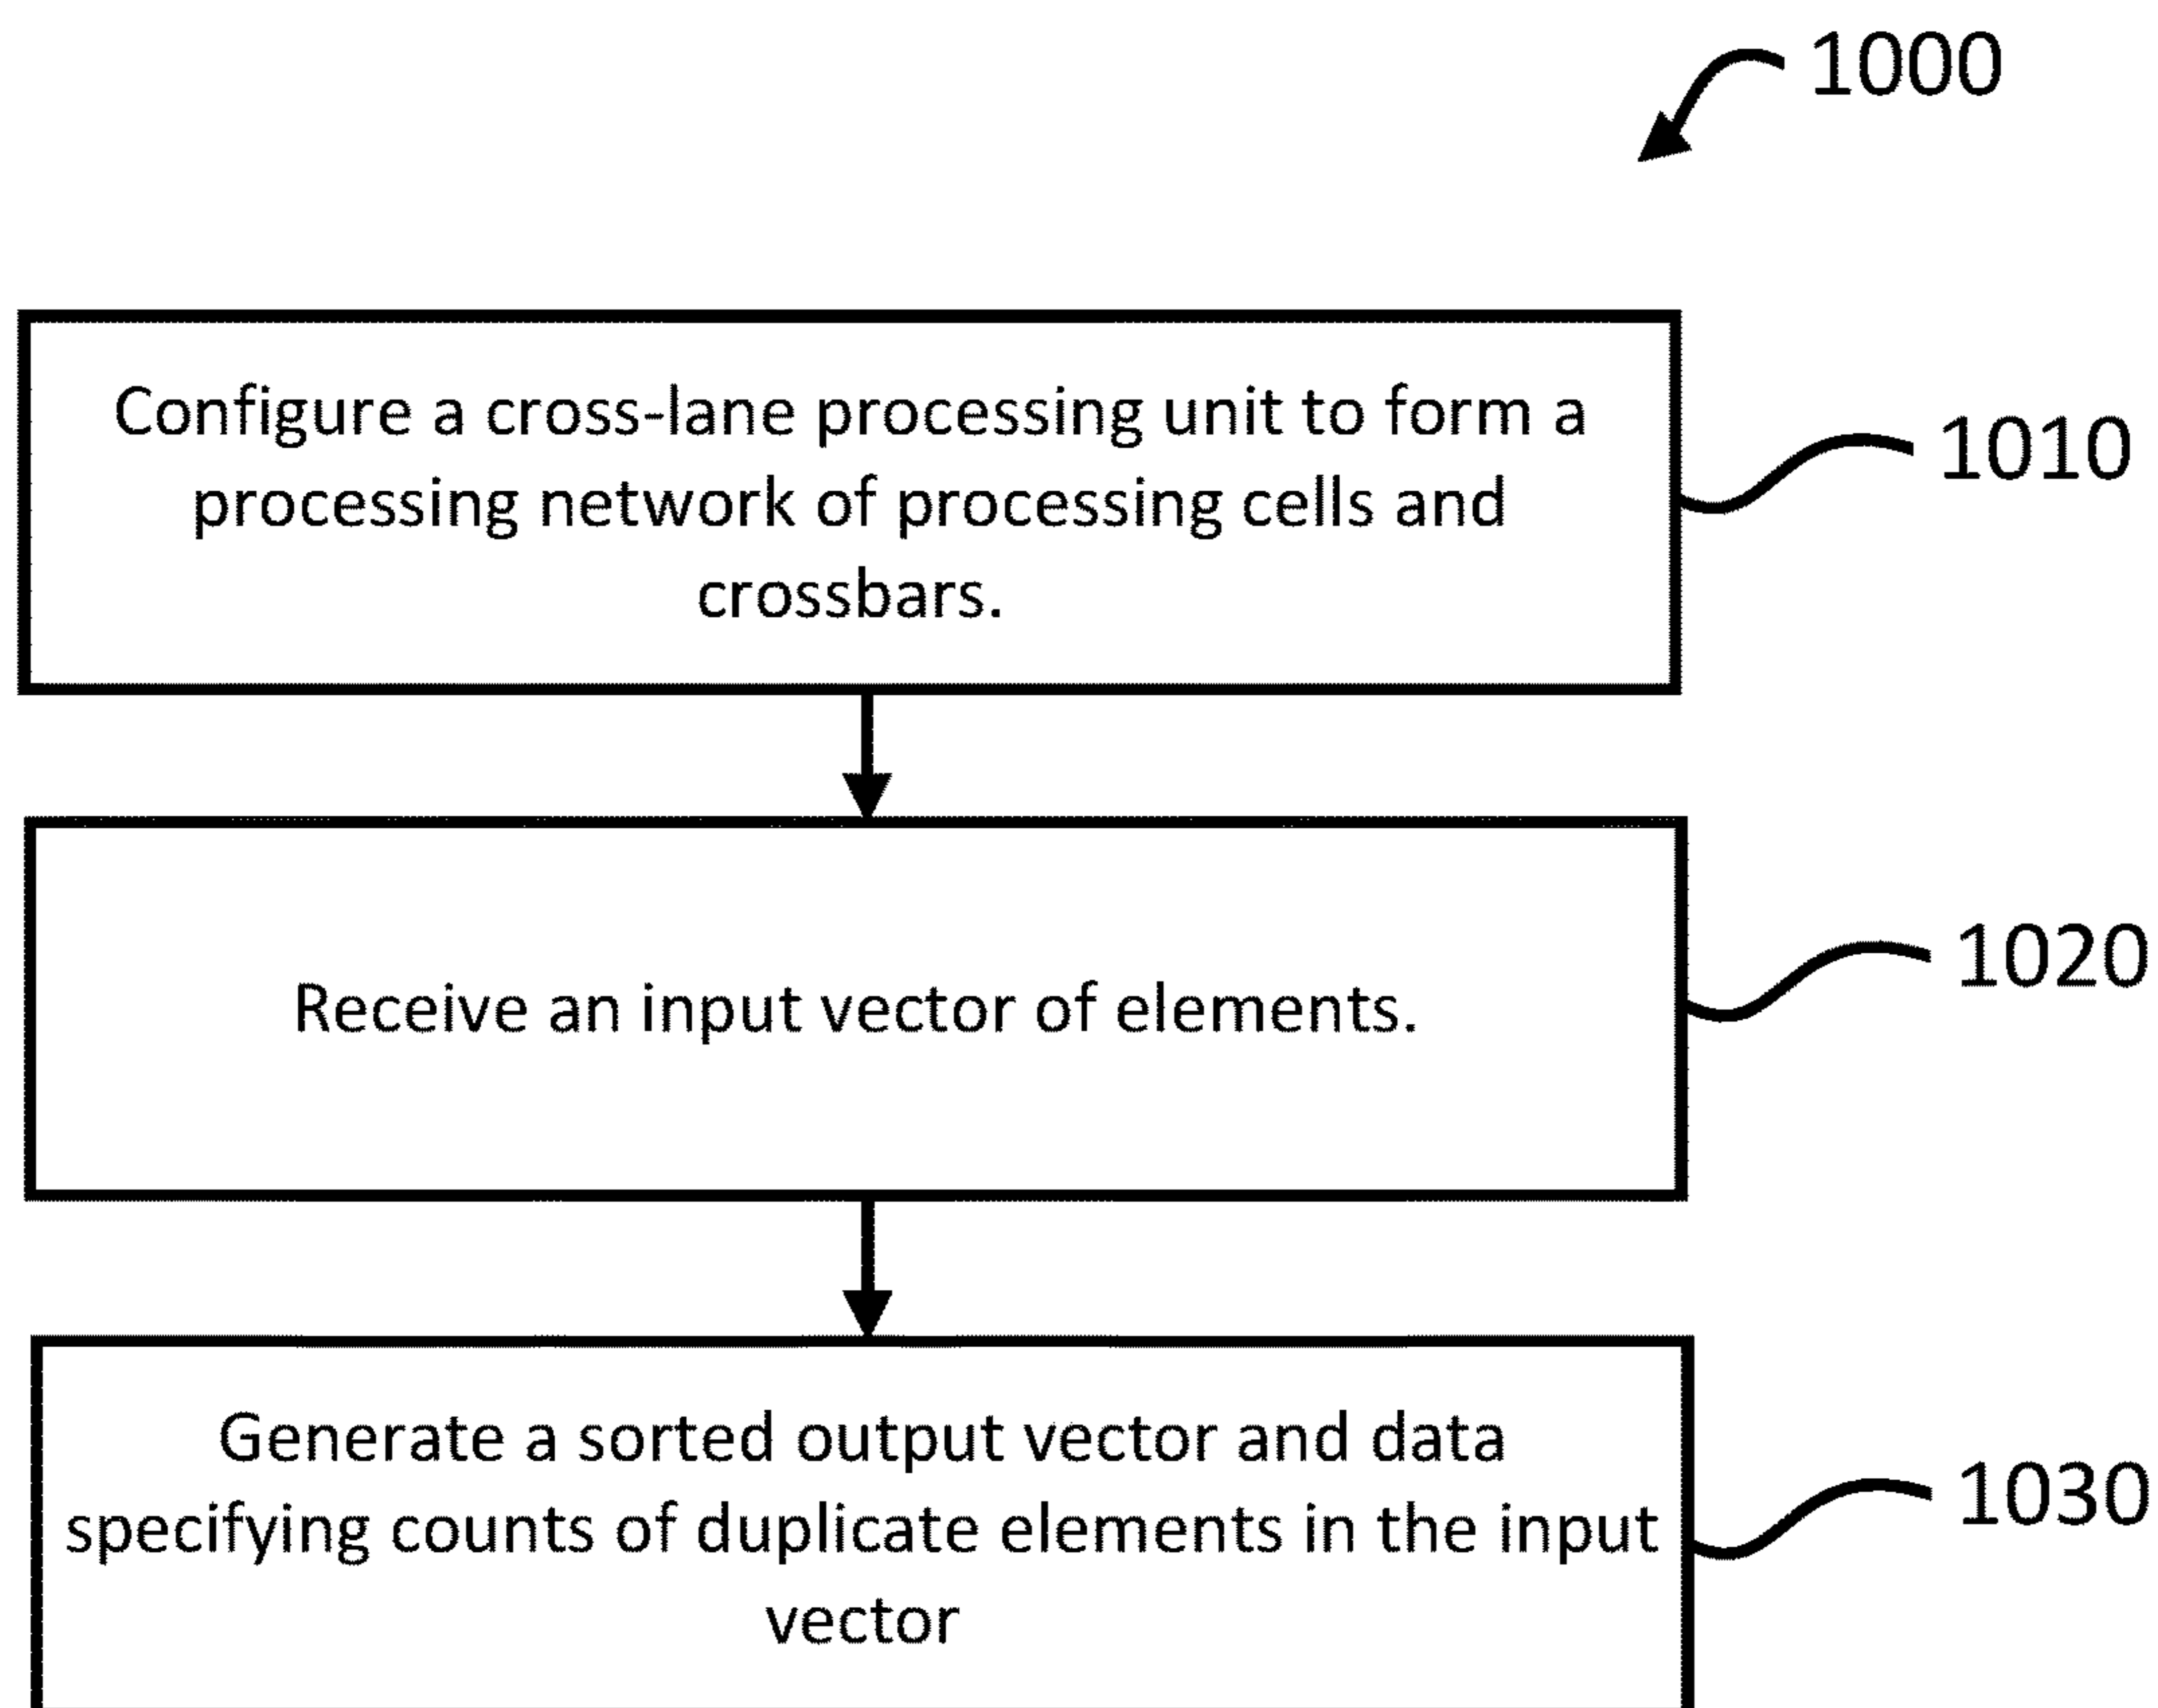 1000
Configure a cross-lane processing unit to form a
processing network of processing cells and
crossbars.
1010
Receive an input vector of elements.
1020
Generate a sorted output vector and data
specifying counts of duplicate elements in the input
vector
1030